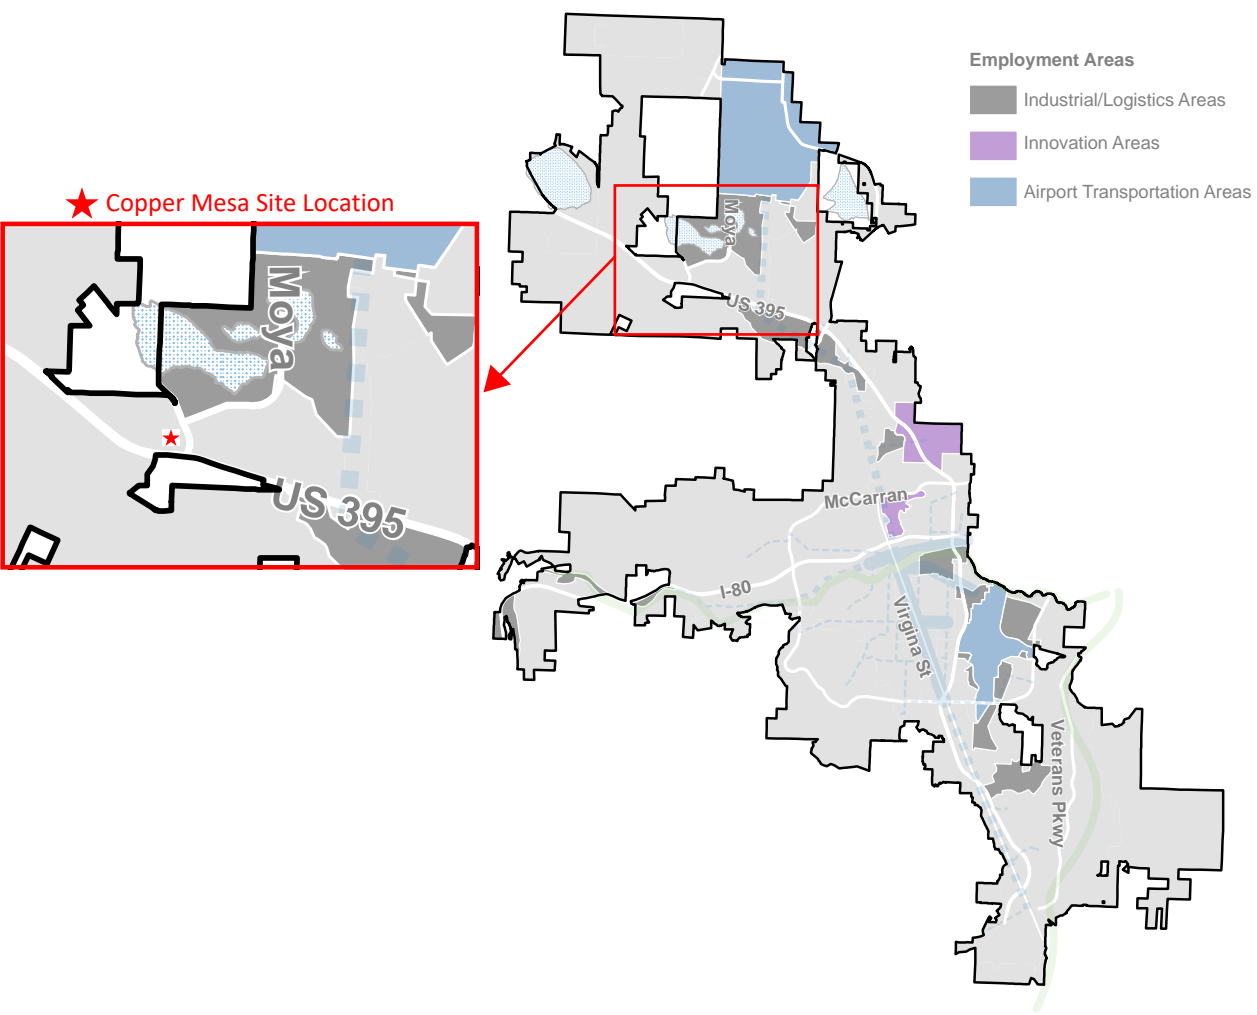 Employment Areas
Industrial/Logistics Areas
Innovation Areas
Airport Transportation Areas
Copper Mesa Site Location
Moya
US 395
Moya
US 395
McCarran
I-80
Virgina St
Veterans Pkwy